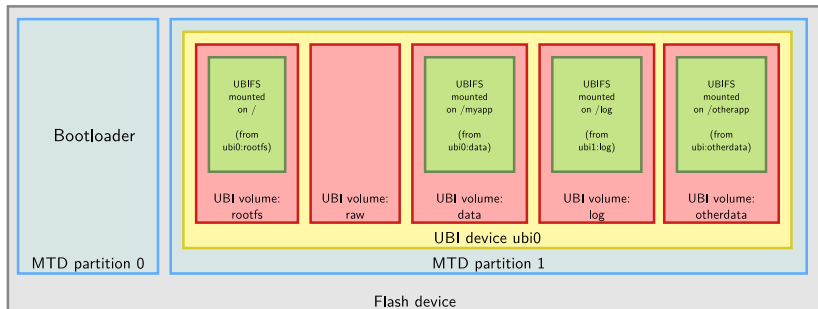 Bootloader
MTD partition 0
UBIFS
mounted
on /
(from
ubi0:rootfs)
UBI volume:
rootfs
UBI volume:
raw
UBIFS
mounted
on /myapp
(from
ubi0:data)
UBI volume:
data
UBIFS
mounted
on /log
(from
ubi1:log)
UBI volume:
log
UBIFS
mounted
on /otherapp
(from
ubi:otherdata)
UBI volume:
otherdata
UBI device ubi0
MTD partition 1
Flash device